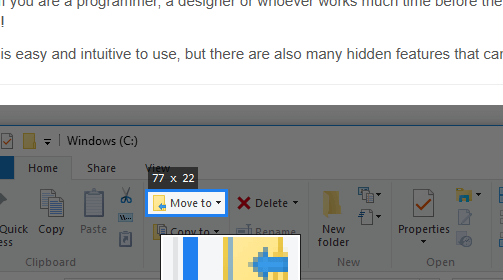 you are a programmer, a designer or whoever works much time before the
!
is easy and intuitive to use, but there are also many hidden features that can
Windows (C:)
Home Share View
77 x 22
Move to Delete
Quick Copy Paste Copy to Rename New folder Properties Open
Clipboard New Open